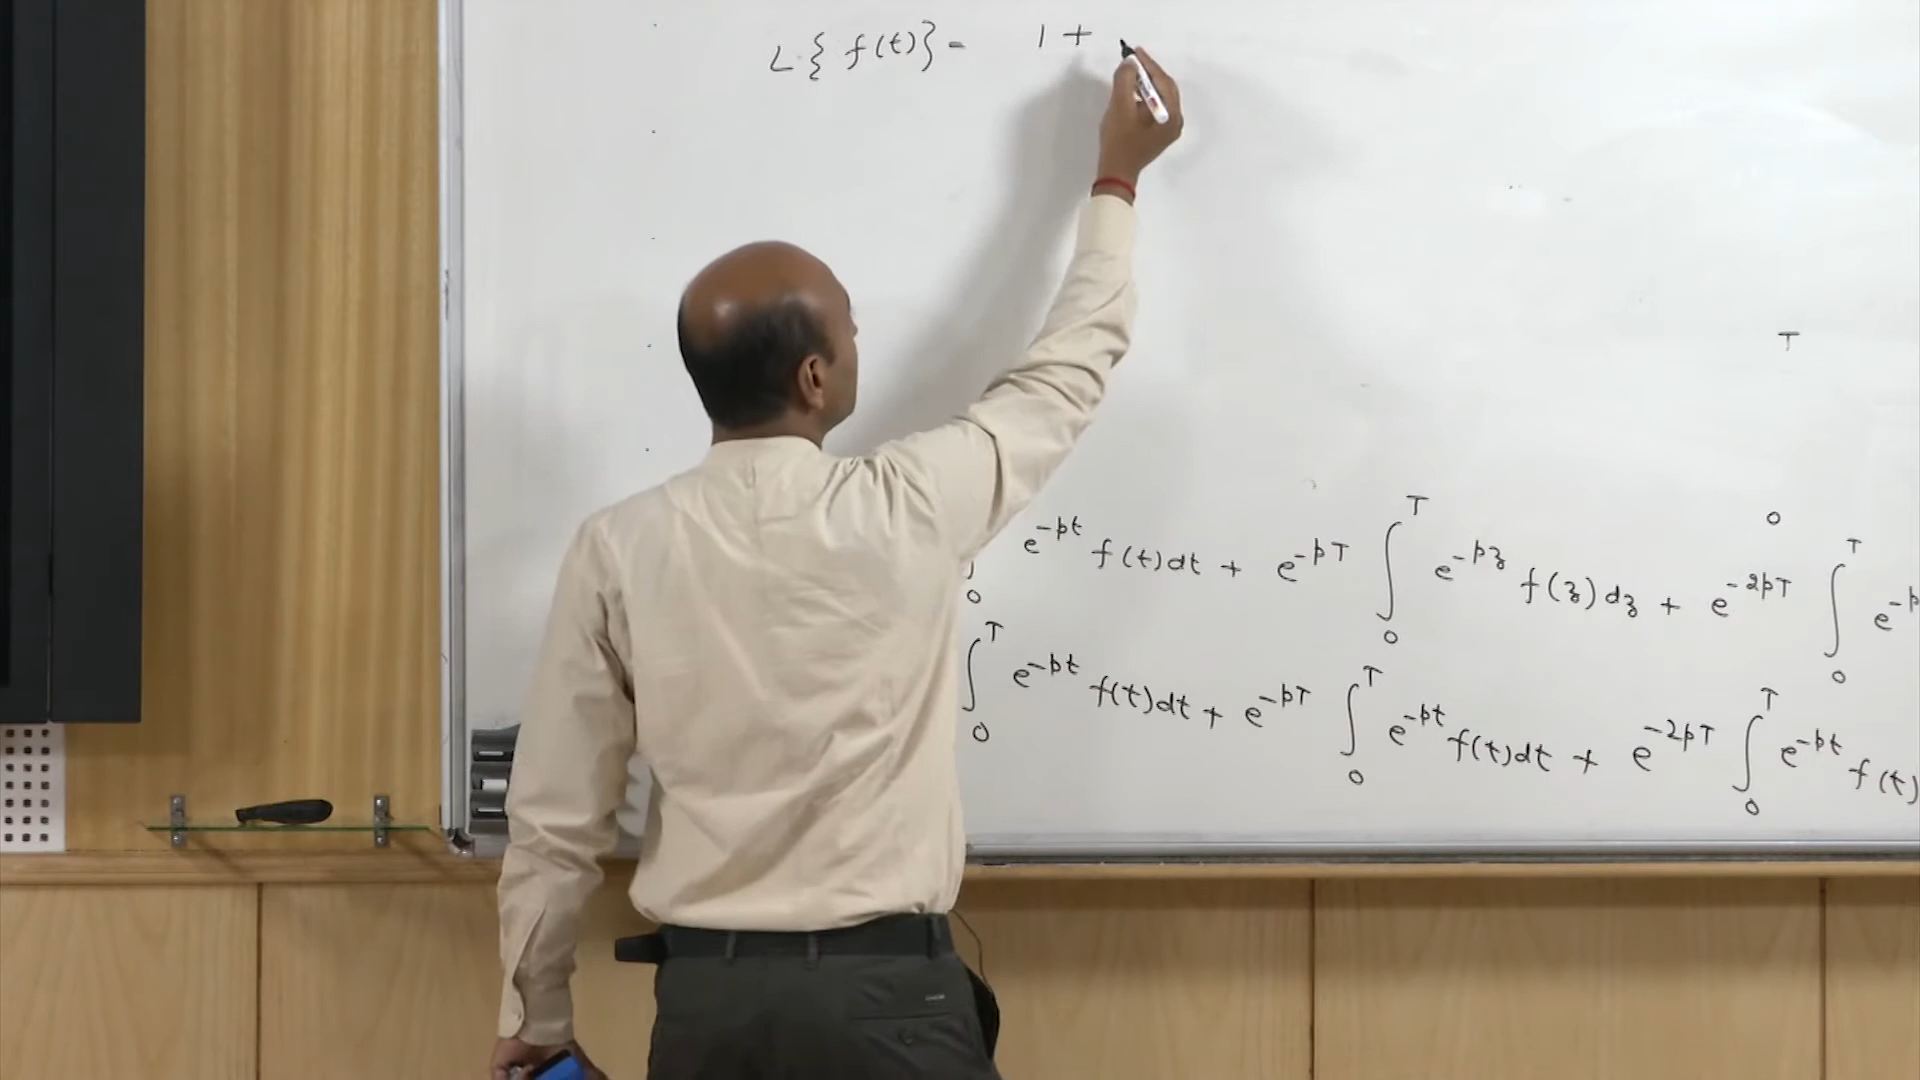 L{f(t)} = 1 +
T
e^{-pt} f(t)dt + e^{-pT} ∫_0^T e^{-pz} f(z)dz + e^{-2pT} ∫_0^T e^{-p
0
∫_0^T e^{-pt} f(t)dt + e^{-pT} ∫_0^T e^{-pt} f(t)dt + e^{-2pT} ∫_0^T e^{-pt} f(t)